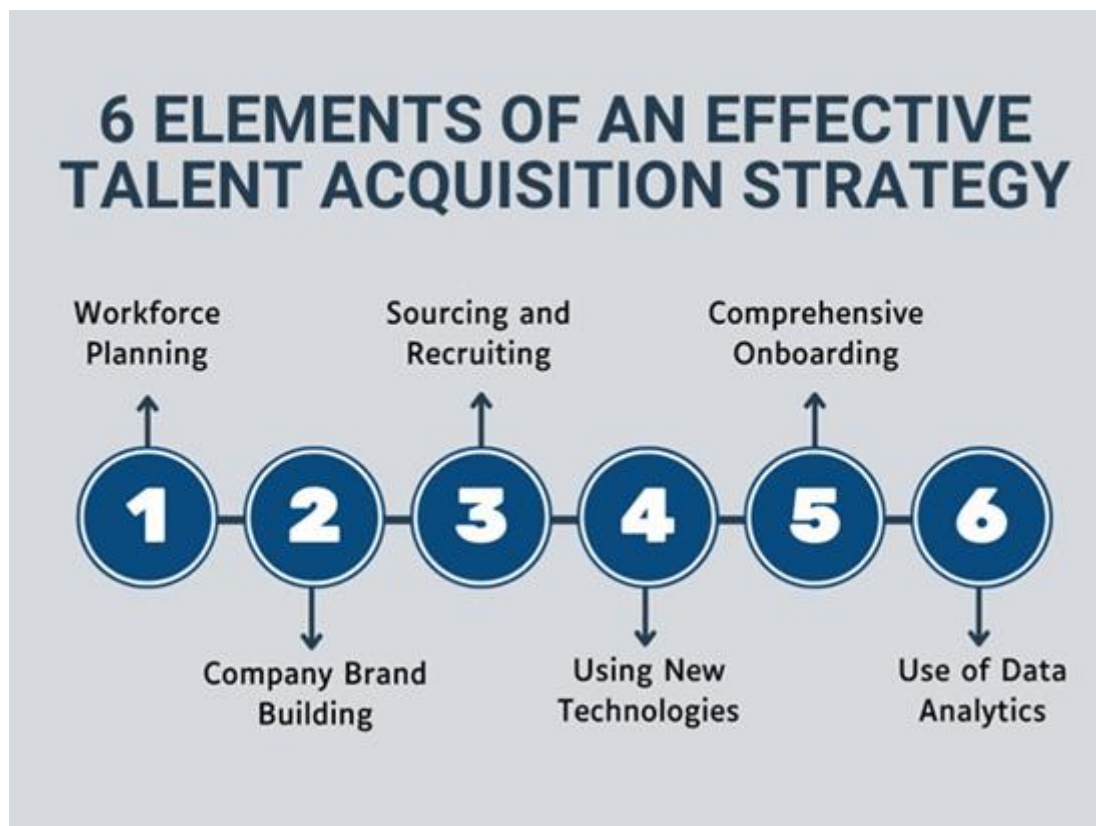 6 ELEMENTS OF AN EFFECTIVE
TALENT ACQUISITION STRATEGY
Workforce
Planning
Sourcing and
Recruiting
Comprehensive
Onboarding
1
2
3
4
5
6
Company Brand
Building
Using New
Technologies
Use of Data
Analytics